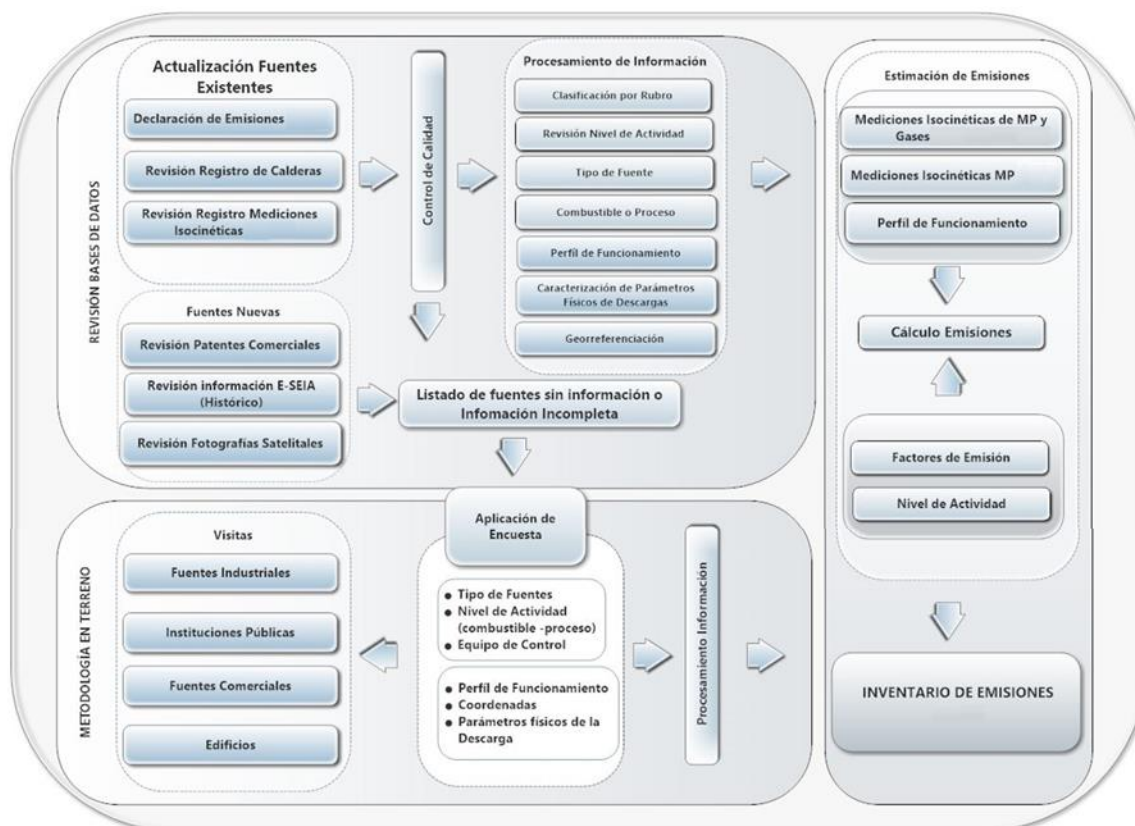 REVISIÓN BASES DE DATOS
Actualización Fuentes
Existentes
Declaración de Emisiones
Revisión Registro de Calderas
Revisión Registro Mediciones
Isocinéticas
Fuentes Nuevas
Revisión Patentes Comerciales
Revisión información E-SEIA
(Histórico)
Revisión Fotografías Satelitales
Control de Calidad
Procesamiento de Información
Clasificación por Rubro
Revisión Nivel de Actividad
Tipo de Fuente
Combustible o Proceso
Perfíl de Funcionamiento
Caracterización de Parámetros
Físicos de Descargas
Georreferenciación
Listado de fuentes sin información o
Infomación Incompleta
METODOLOGÍA EN TERRENO
Visitas
Fuentes Industriales
Instituciones Públicas
Fuentes Comerciales
Edificios
Aplicación de
Encuesta
● Tipo de Fuentes
● Nivel de Actividad
(combustible -proceso)
● Equipo de Control
● Perfíl de Funcionamiento
● Coordenadas
● Parámetros físicos de la
Descarga
Procesamiento Información
Estimación de Emisiones
Mediciones Isocinéticas de MP y
Gases
Mediciones Isocinéticas MP
Perfíl de Funcionamiento
Cálculo Emisiones
Factores de Emisión
Nivel de Actividad
INVENTARIO DE EMISIONES